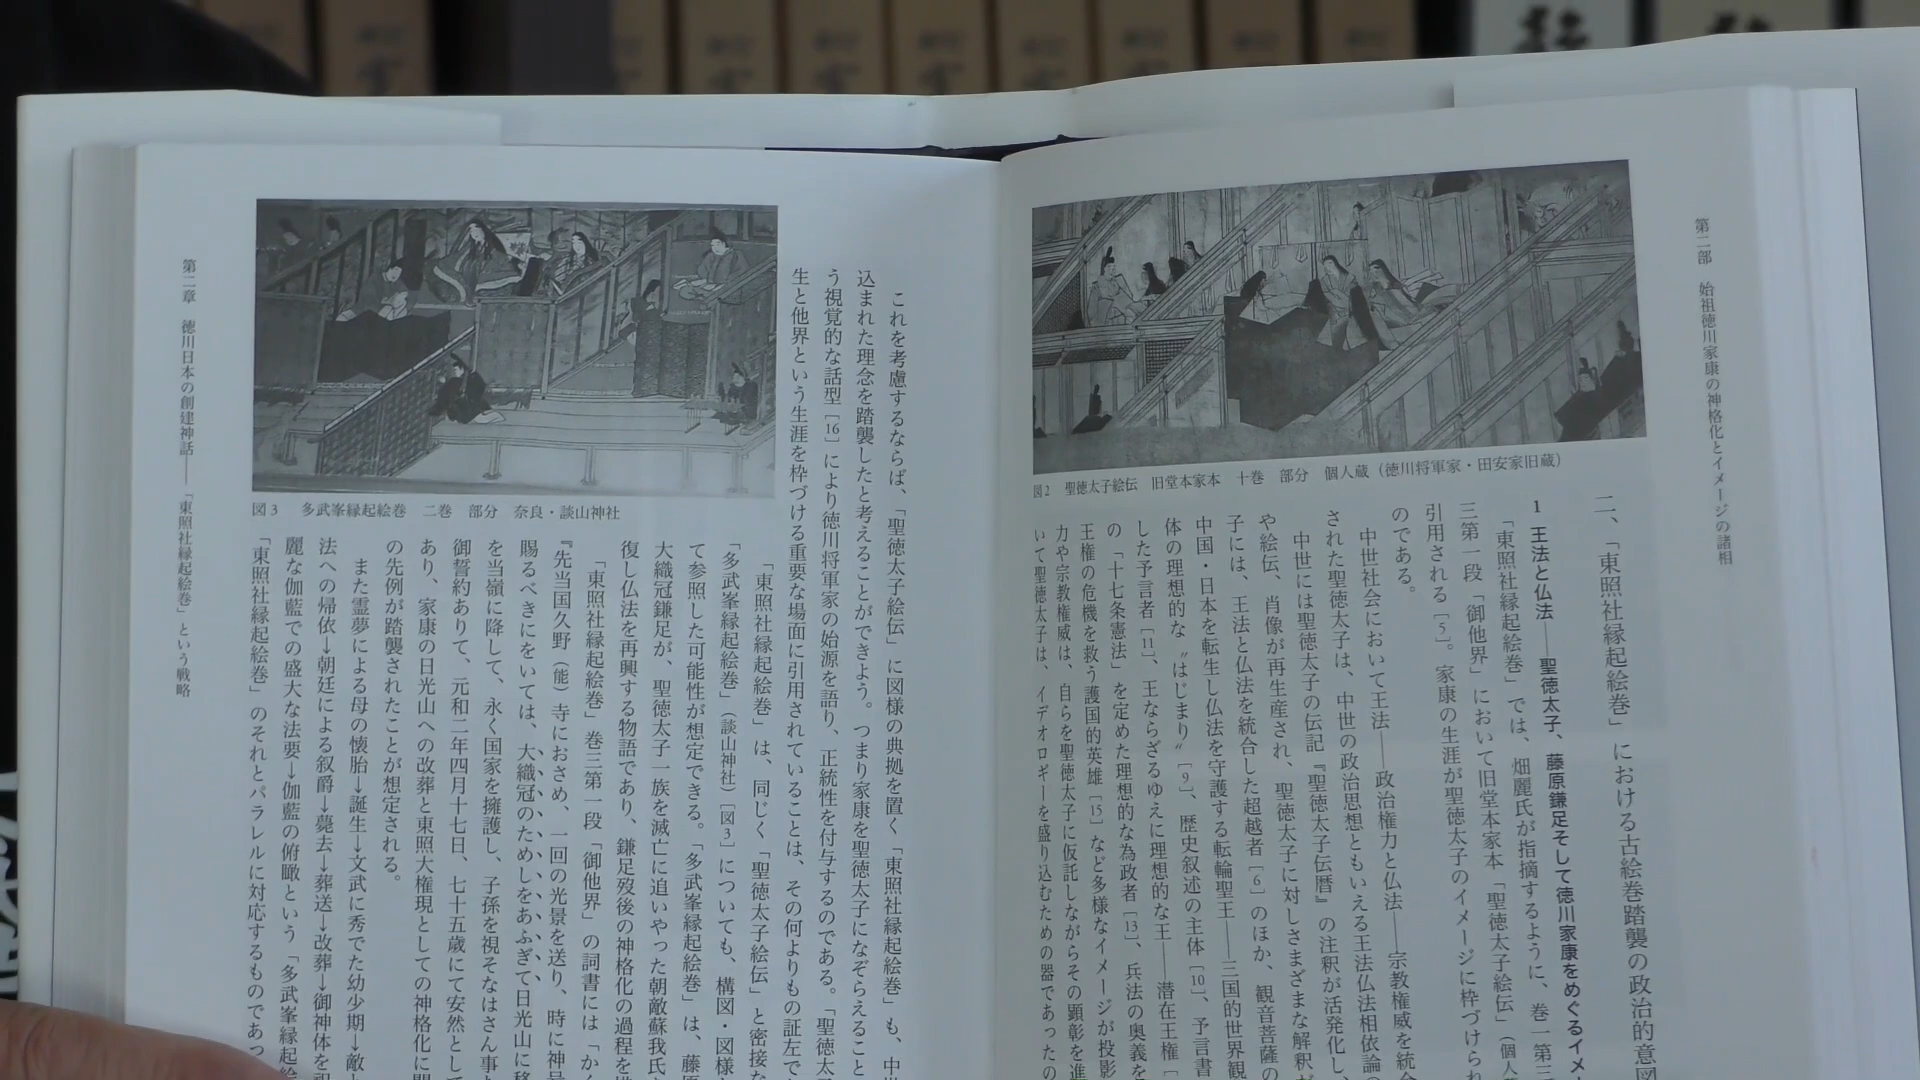 第二部　始祖徳川家康の神格化とイメージの諸相
図2　聖徳太子絵伝　旧堂本家本　十巻　部分　個人蔵（徳川将軍家・田安家旧蔵）
二、「東照社縁起絵巻」における古絵巻踏襲の政治的意図
1　王法と仏法――聖徳太子、藤原鎌足そして徳川家康をめぐるイメ
「東照社縁起絵巻」では、畑麗氏が指摘するように、巻一第三
三第一段「御他界」において旧堂本家本「聖徳太子絵伝」（個人
引用される［5］。家康の生涯が聖徳太子のイメージに枠づけられ
のである。
中世社会において王法――政治権力と仏法――宗教権威を統合
された聖徳太子は、中世の政治思想ともいえる王法仏法相依論の
中世には聖徳太子の伝記『聖徳太子伝暦』の注釈が活発化し、
や絵伝、肖像が再生産され、聖徳太子に対しさまざまな解釈が
子には、王法と仏法を統合した超越者［6］のほか、観音菩薩の
中国・日本を転生し仏法を守護する転輪聖王――三国的世界観
体の理想的な〝はじまり〟［9］、歴史叙述の主体［10］、予言書
した予言者［11］、王ならざるゆえに理想的な王――潜在王権［
の「十七条憲法」を定めた理想的な為政者［13］、兵法の奥義を
王権の危機を救う護国的英雄［15］など多様なイメージが投影
力や宗教権威は、自らを聖徳太子に仮託しながらその顕彰を進
いて聖徳太子は、イデオロギーを盛り込むための器であったの
これを考慮するならば、「聖徳太子絵伝」に図様の典拠を置く「東照社縁起絵巻」も、中世
込まれた理念を踏襲したと考えることができよう。つまり家康を聖徳太子になぞらえること
う視覚的な話型［16］により徳川将軍家の始源を語り、正統性を付与するのである。「聖徳太子
生と他界という生涯を枠づける重要な場面に引用されていることは、その何よりもの証左で
「東照社縁起絵巻」は、同じく「聖徳太子絵伝」と密接な
「多武峯縁起絵巻」（談山神社）［図3］についても、構図・図様
て参照した可能性が想定できる。「多武峯縁起絵巻」は、藤原
大織冠鎌足が、聖徳太子一族を滅亡に追いやった朝敵蘇我氏
復し仏法を再興する物語であり、鎌足歿後の神格化の過程を
「東照社縁起絵巻」巻三第一段「御他界」の詞書には「かく
『先当国久野（能）寺におさめ、一回の光景を送り、時に神
賜るべきにをいては、大織冠のためしをあふぎて日光山に移
を当嶺に降して、永く国家を擁護し、子孫を視そなはさん事
御誓約ありて、元和二年四月十七日、七十五歳にて安然として
あり、家康の日光山への改葬と東照大権現としての神格化に
の先例が踏襲されたことが想定される。
また霊夢による母の懐胎→誕生→文武に秀でた幼少期→敵
法への帰依→朝廷による叙爵→薨去→葬送→改葬→御神体を
麗な伽藍での盛大な法要→伽藍の俯瞰という「多武峯縁起絵
「東照社縁起絵巻」のそれとパラレルに対応するものであっ
図3　多武峯縁起絵巻　二巻　部分　奈良・談山神社
第二章　徳川日本の創建神話――「東照社縁起絵巻」という戦略